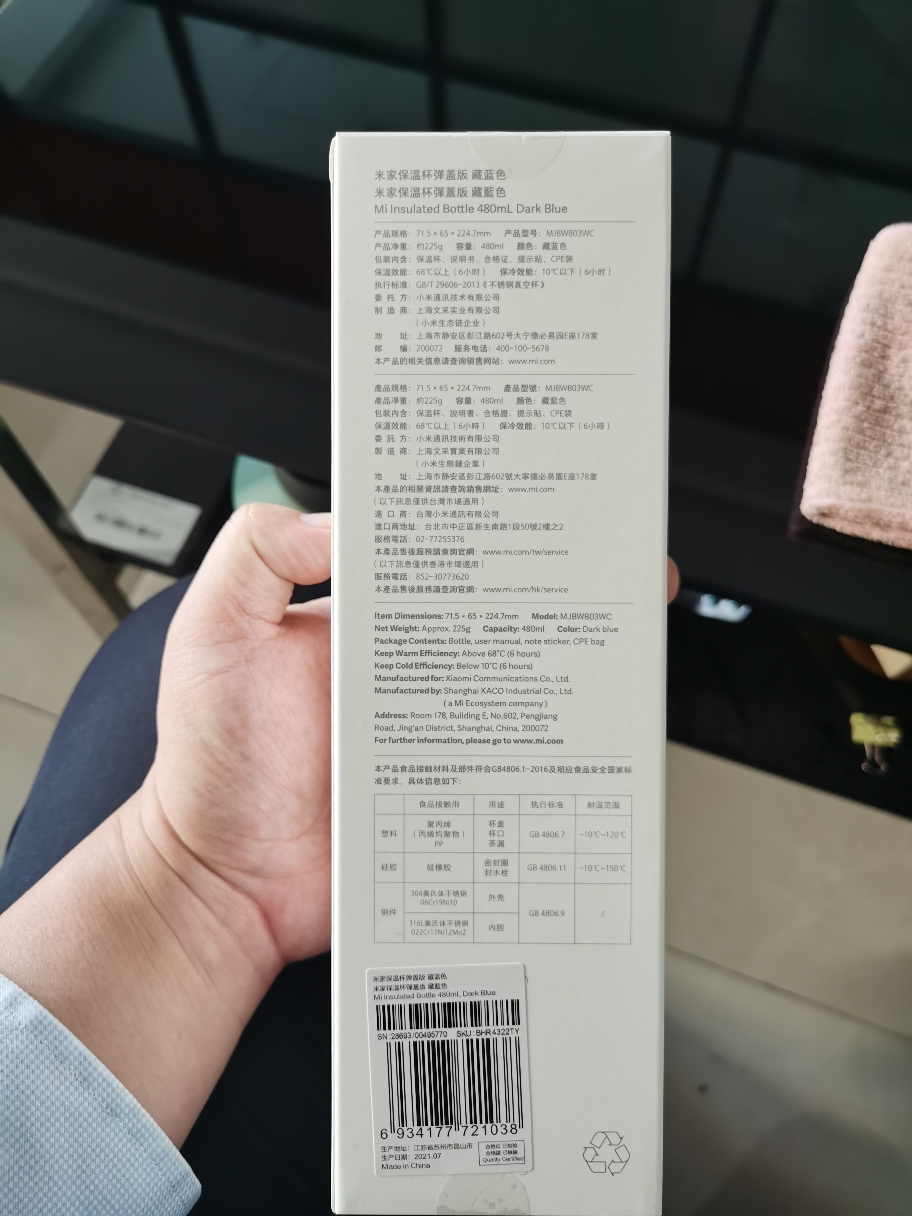 米家保温杯弹盖版 藏蓝色
米家保溫杯彈蓋版 藏藍色
Mi Insulated Bottle 480mL Dark Blue
产品规格：71.5 × 65 × 224.7mm 产品型号：MJBWB03WC
产品净重：约225g 容量：480ml 颜色：藏蓝色
包装内含：保温杯、说明书、合格证、提示贴、CPE袋
保温效能：68℃以上（6小时） 保冷效能：10℃以下（6小时）
执行标准：GB/T 29606-2013《不锈钢真空杯》
委 托 方：小米通讯技术有限公司
制 造 商：上海文采实业有限公司
（小米生态链企业）
地 址：上海市静安区彭江路602号大宁德必易园E座178室
邮 编：200072 服务电话：400-100-5678
本产品的相关信息请查询销售网站：www.mi.com
產品規格：71.5 × 65 × 224.7mm 產品型號：MJBWB03WC
產品淨重：約225g 容量：480ml 顏色：藏藍色
包裝內含：保溫杯、說明書、合格證、提示貼、CPE袋
保溫效能：68℃以上（6小時） 保冷效能：10℃以下（6小時）
委 託 方：小米通訊技術有限公司
製 造 商：上海文采實業有限公司
（小米生態鏈企業）
地 址：上海市靜安區彭江路602號大寧德必易園E座178室
本產品的相關資訊請查詢銷售網址：www.mi.com
（以下訊息僅供台灣市場適用）
進 口 商：台灣小米通訊有限公司
進口商地址：台北市中正區新生南路1段50號2樓之2
服務電話：02-77255376
本產品售後服務請查詢官網：www.mi.com/tw/service
（以下訊息僅供香港市場適用）
服務電話：852-30773620
本產品售後服務請查詢官網：www.mi.com/hk/service
Item Dimensions: 71.5 × 65 × 224.7mm Model: MJBWB03WC
Net Weight: Approx. 225g Capacity: 480ml Color: Dark blue
Package Contents: Bottle, user manual, note sticker, CPE bag
Keep Warm Efficiency: Above 68℃ (6 hours)
Keep Cold Efficiency: Below 10℃ (6 hours)
Manufactured for: Xiaomi Communications Co., Ltd.
Manufactured by: Shanghai KACO Industrial Co., Ltd.
( a Mi Ecosystem company )
Address: Room 178, Building E, No.602, Pengjiang
Road, Jing'an District, Shanghai, China, 200072
For further information, please go to www.mi.com
本产品食品接触材料及部件符合GB4806.1-2016及相应食品安全国家标
准要求，具体信息如下：
食品接触用 用途 执行标准 耐温范围
塑料 聚丙烯（丙烯均聚物）PP 杯盖 杯口 茶漏 GB 4806.7 -10℃~120℃
硅胶 硅橡胶 密封圈 封水栓 GB 4806.11 -10℃~150℃
钢件 304奥氏体不锈钢 06Cr19Ni10 外壳 GB 4806.9 /
316L奥氏体不锈钢 022Cr17Ni12Mo2 内胆
米家保温杯弹盖版 藏蓝色
米家保溫杯彈蓋版 藏藍色
Mi Insulated Bottle 480mL Dark Blue
SN: 28693/00495770 SKU: BHR4322TY
6 934177 721038
生产地址：江苏省苏州市昆山市
生产日期：2021.07
Made in China
合格证 已检验
合格證 已檢驗
Quality Certified